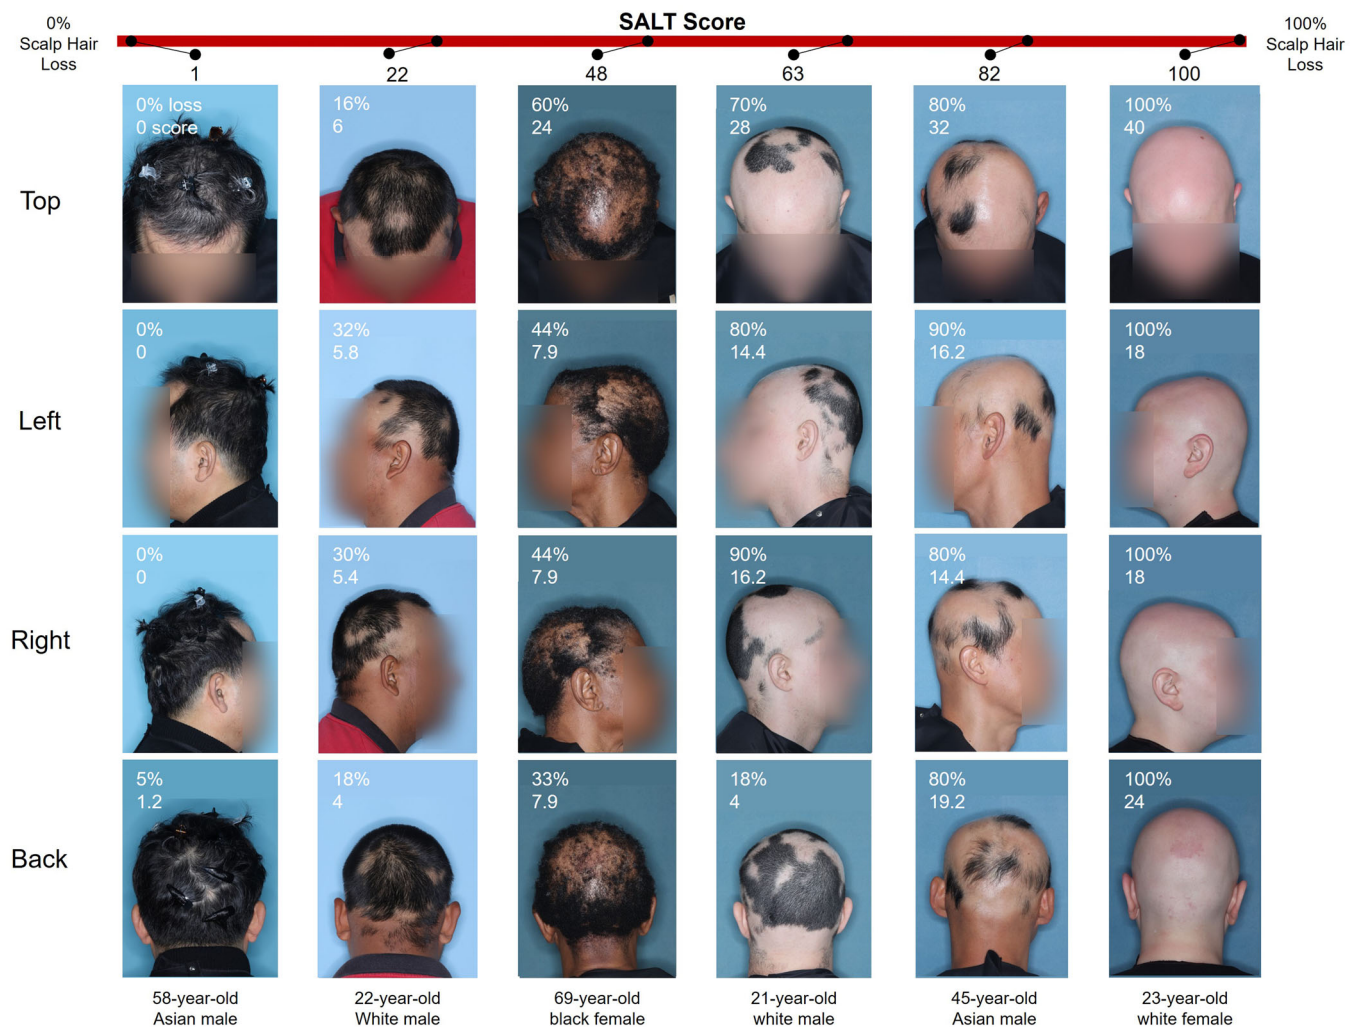 SALT Score
0%
Scalp Hair
Loss
100%
Scalp Hair
Loss
1
22
48
63
82
100
Top
0% loss
0 score
16%
6
60%
24
70%
28
80%
32
100%
40
Left
0%
0
32%
5.8
44%
7.9
80%
14.4
90%
16.2
100%
18
Right
0%
0
30%
5.4
44%
7.9
90%
16.2
80%
14.4
100%
18
Back
5%
1.2
18%
4
33%
7.9
18%
4
80%
19.2
100%
24
58-year-old
Asian male
22-year-old
White male
69-year-old
black female
21-year-old
white male
45-year-old
Asian male
23-year-old
white female